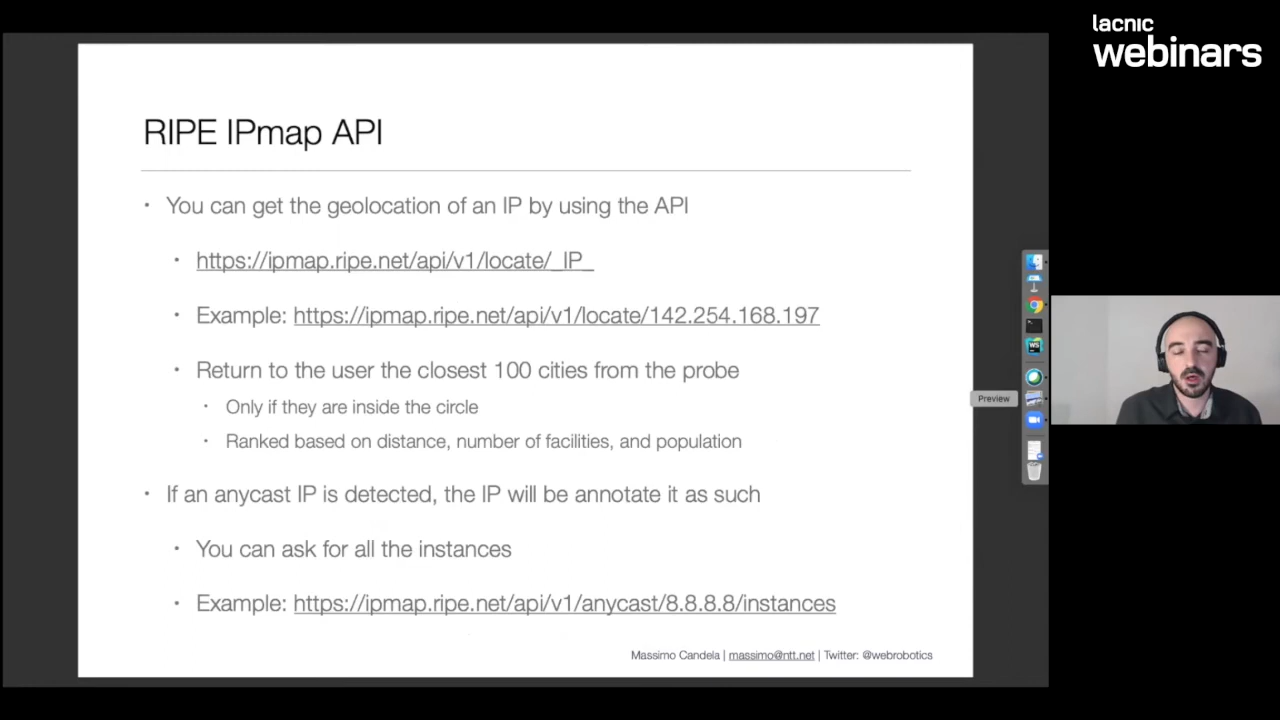 lacnic
webinars
RIPE IPmap API
• You can get the geolocation of an IP by using the API
• https://ipmap.ripe.net/api/v1/locate/_IP_
• Example: https://ipmap.ripe.net/api/v1/locate/142.254.168.197
• Return to the user the closest 100 cities from the probe
• Only if they are inside the circle
• Ranked based on distance, number of facilities, and population
• If an anycast IP is detected, the IP will be annotate it as such
• You can ask for all the instances
• Example: https://ipmap.ripe.net/api/v1/anycast/8.8.8.8/instances
Massimo Candela | massimo@ntt.net | Twitter: @webrobotics
Preview
WS